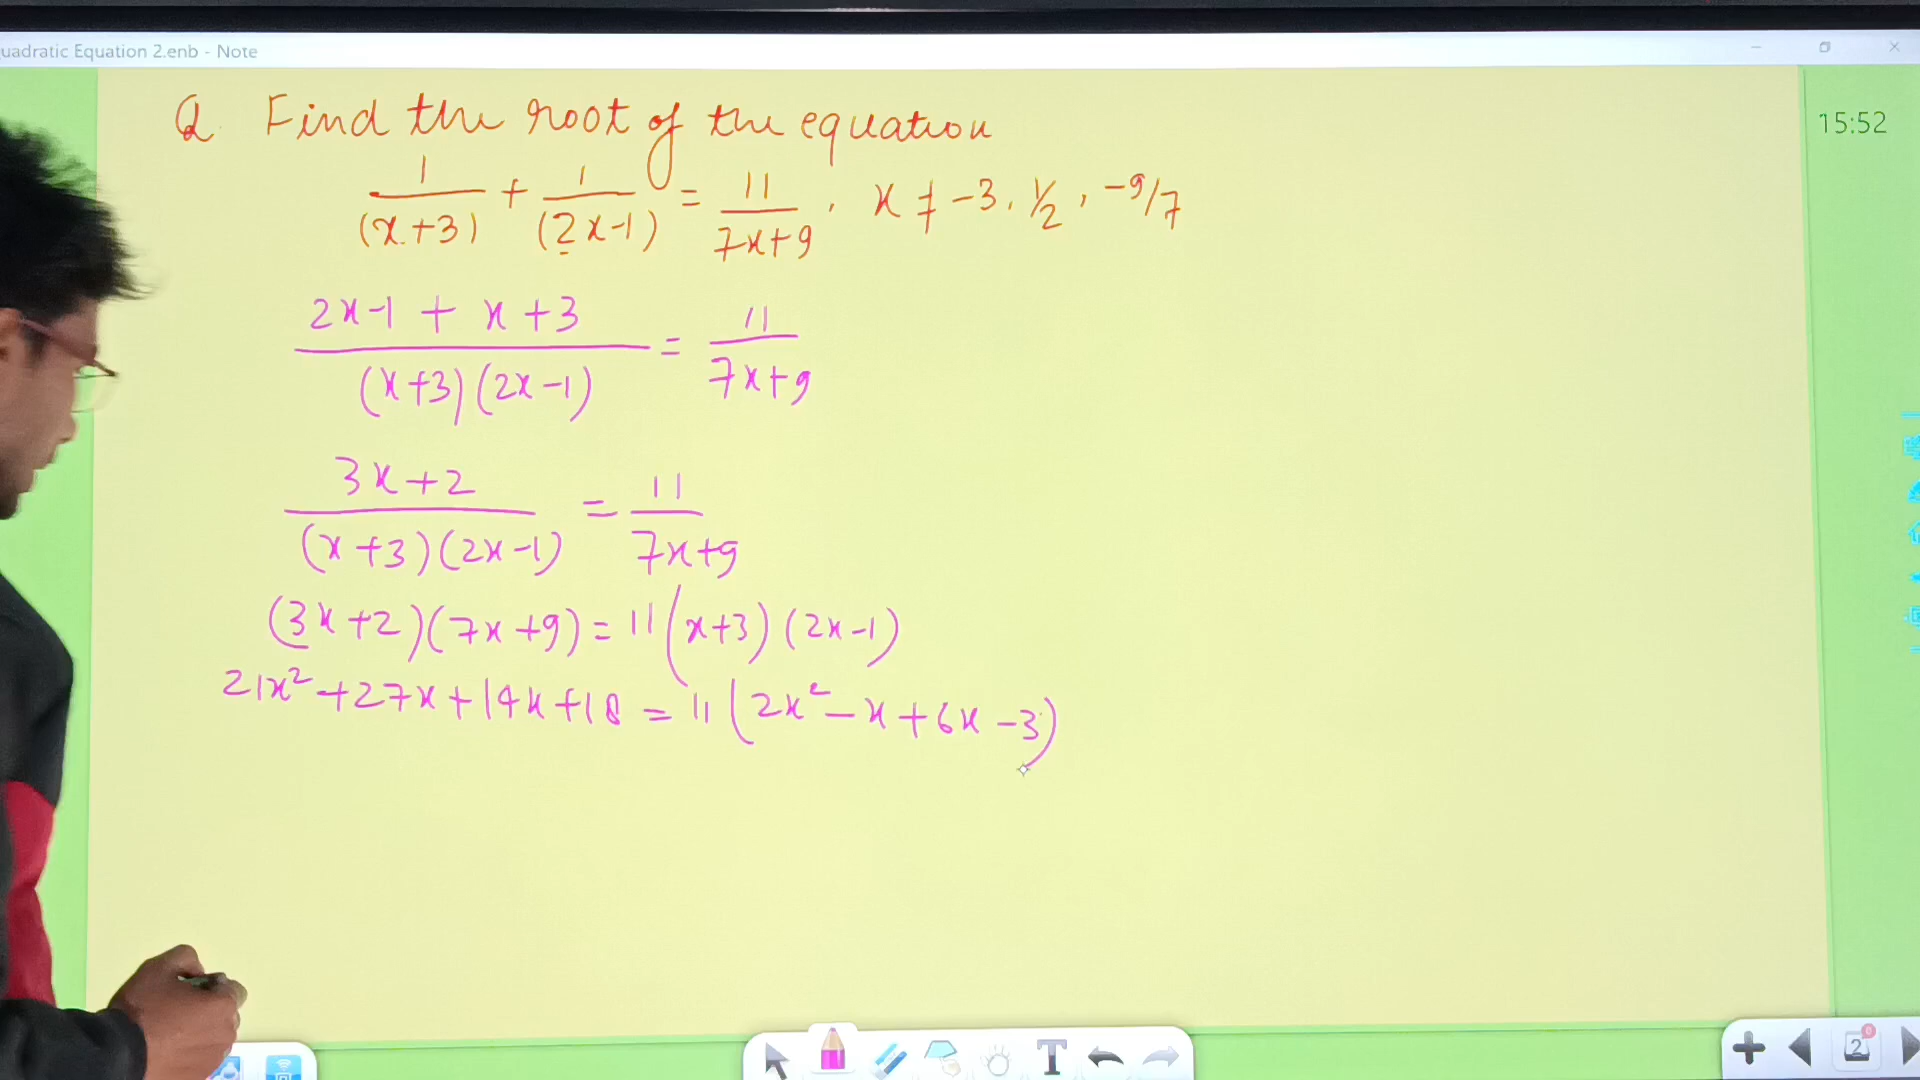 uadratic Equation 2.enb - Note
Q. Find the root of the equation
15:52
1/(x+3) + 1/(2x-1) = 11/7x+9 , x ≠ -3, 1/2, -9/7
2x-1 + x+3/(x+3)(2x-1) = 11/7x+9
3x+2/(x+3)(2x-1) = 11/7x+9
(3x+2)(7x+9) = 11(x+3)(2x-1)
21x²+27x+14x+18 = 11(2x²-x+6x-3)
T
2